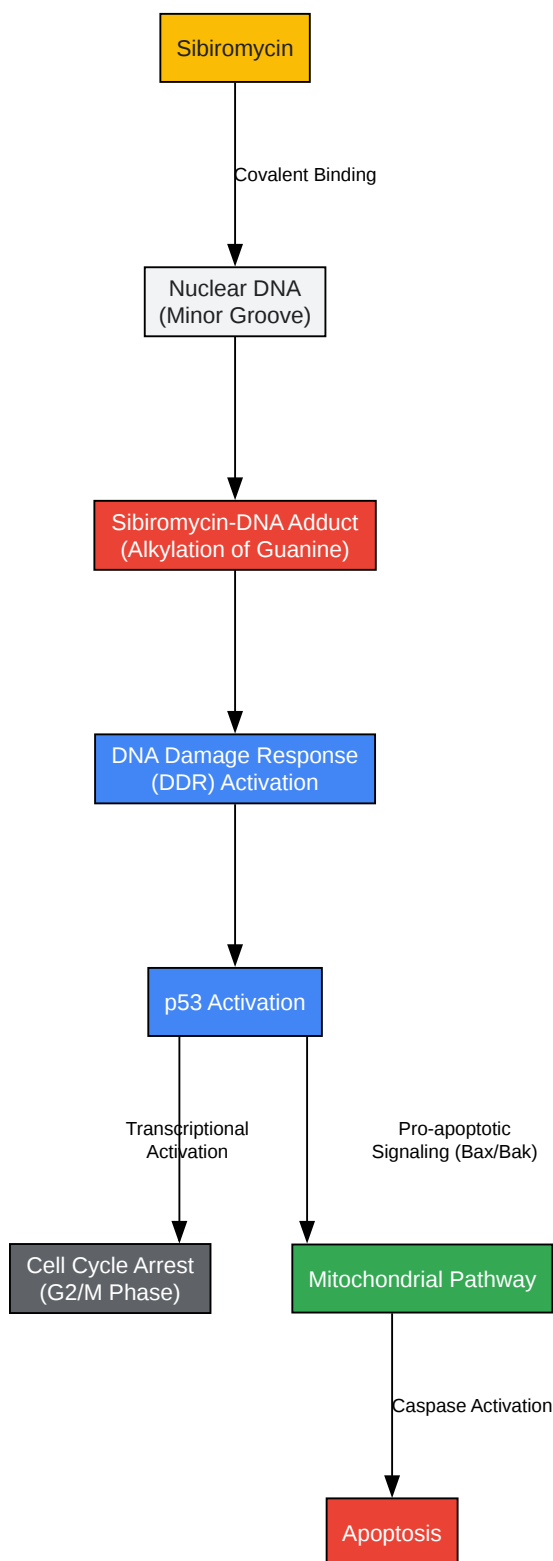 Sibiromycin
Covalent Binding
Nuclear DNA
(Minor Groove)
Sibiromycin-DNA Adduct
(Alkylation of Guanine)
DNA Damage Response
(DDR) Activation
p53 Activation
Transcriptional
Activation
Pro-apoptotic
Signaling (Bax/Bak)
Cell Cycle Arrest
(G2/M Phase)
Mitochondrial Pathway
Caspase Activation
Apoptosis